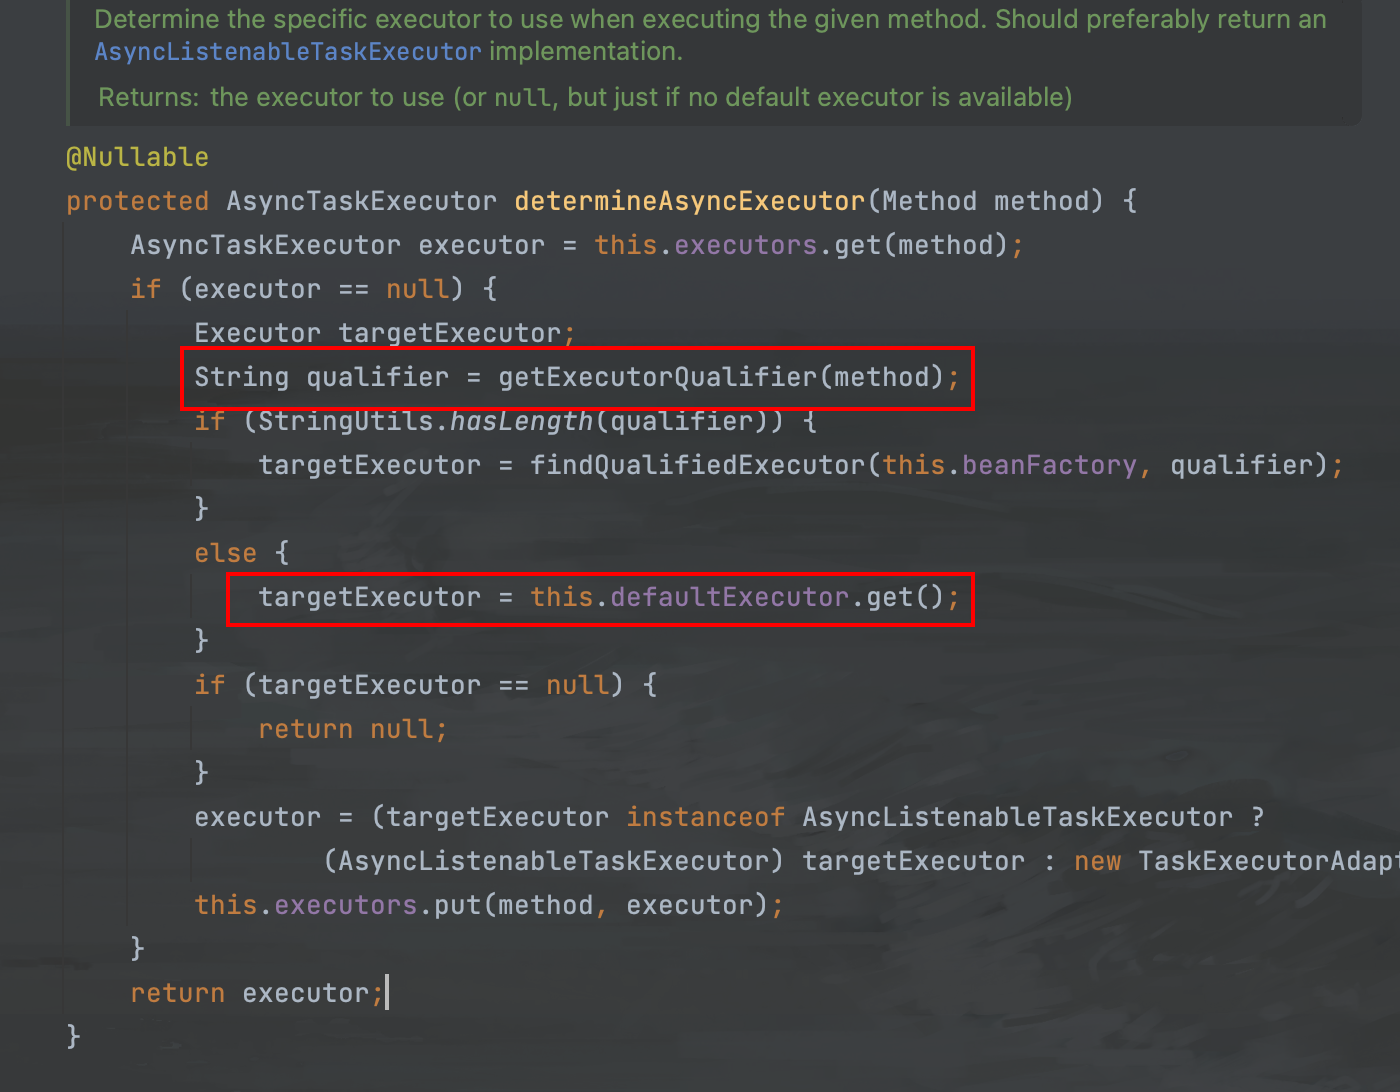 Determine the specific executor to use when executing the given method. Should preferably return an
AsyncListenableTaskExecutor implementation.
Returns: the executor to use (or null, but just if no default executor is available)
@Nullable
protected AsyncTaskExecutor determineAsyncExecutor(Method method) {
AsyncTaskExecutor executor = this.executors.get(method);
if (executor == null) {
Executor targetExecutor;
String qualifier = getExecutorQualifier(method);
if (StringUtils.hasLength(qualifier)) {
targetExecutor = findQualifiedExecutor(this.beanFactory, qualifier);
}
else {
targetExecutor = this.defaultExecutor.get();
}
if (targetExecutor == null) {
return null;
}
executor = (targetExecutor instanceof AsyncListenableTaskExecutor ?
(AsyncListenableTaskExecutor) targetExecutor : new TaskExecutorAdapt
this.executors.put(method, executor);
}
return executor;
}